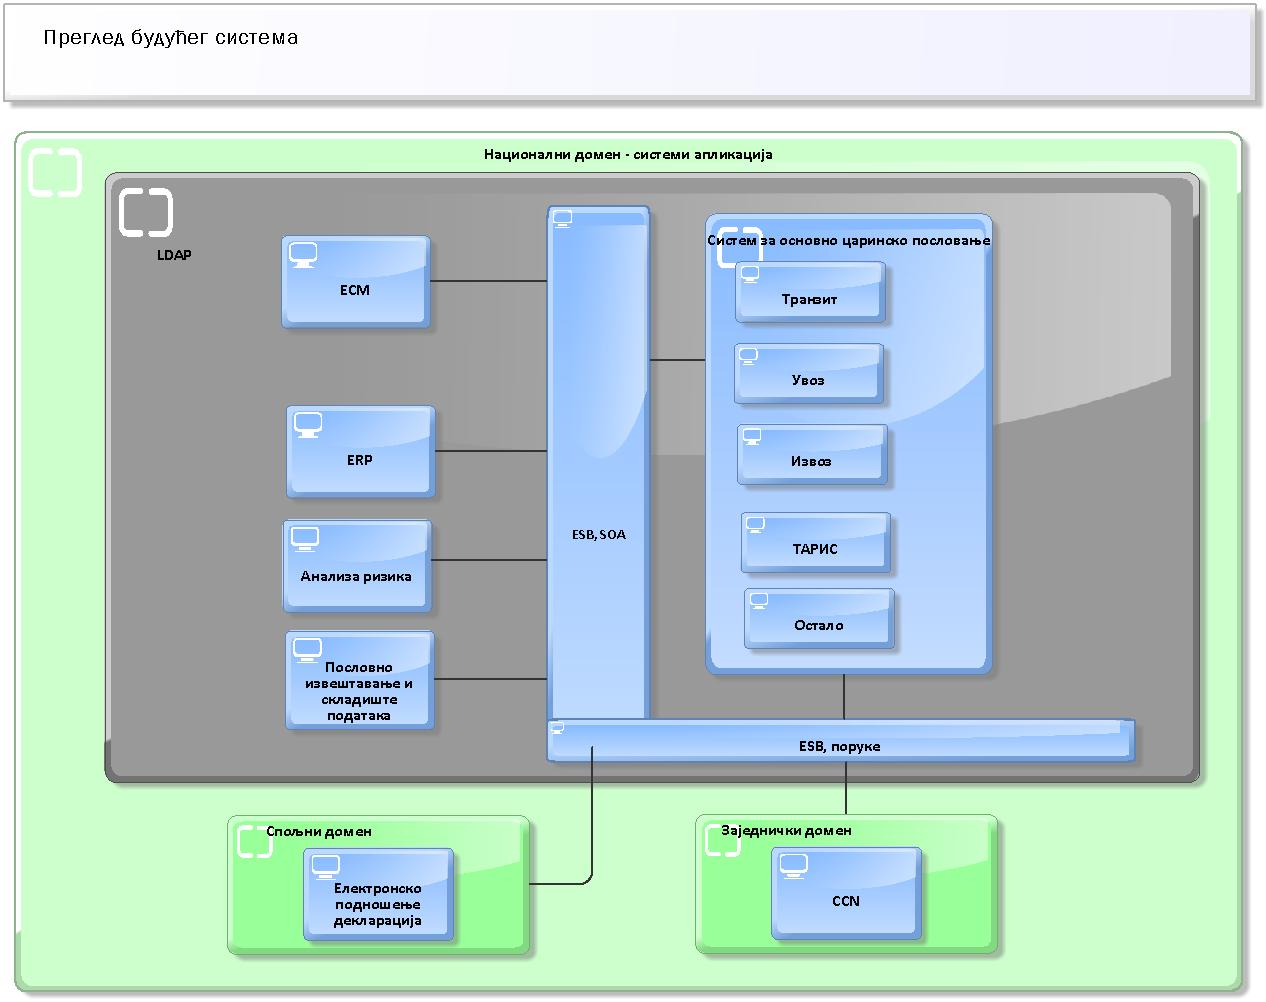 Преглед будућег система
Национални домен - системи апликација
LDAP
ECM
ERP
Анализа ризика
Пословно
извештавање и
складиште
података
ESB, SOA
Систем за основно царинско пословање
Транзит
Увоз
Извоз
ТАРИС
Остало
ESB, поруке
Спољни домен
Електронско
подношење
декларација
Заједнички домен
CCN